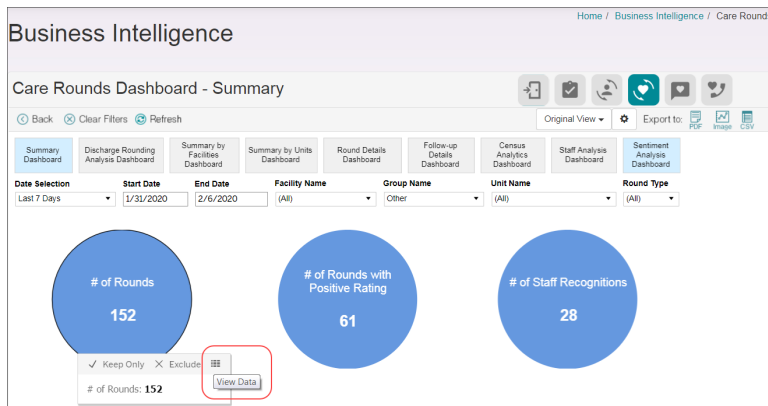 Home / Business Intelligence / Care Round
Business Intelligence
Care Rounds Dashboard - Summary
Back Clear Filters Refresh Original View Export to: PDF Image CSV
Summary
Dashboard
Discharge Rounding
Analysis Dashboard
Summary by
Facilities
Dashboard
Summary by Units
Dashboard
Round Details
Dashboard
Follow-up
Details
Dashboard
Census
Analytics
Dashboard
Staff Analysis
Dashboard
Sentiment
Analysis
Dashboard
Date Selection Start Date End Date Facility Name Group Name Unit Name Round Type
Last 7 Days 1/31/2020 2/6/2020 (All) Other (All) (All)
# of Rounds
152
# of Rounds with
Positive Rating
61
# of Staff Recognitions
28
Keep Only Exclude
View Data
# of Rounds: 152